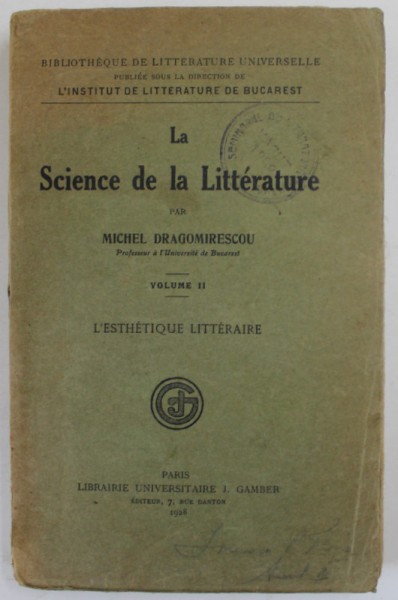 BIBLIOTHÈQUE DE LITTÉRATURE UNIVERSELLE
PUBLIÉE SOUS LA DIRECTION DE
L'INSTITUT DE LITTÉRATURE DE BUCAREST
La
Science de la Littérature
PAR
MICHEL DRAGOMIRESCOU
Professeur à l'Université de Bucarest
VOLUME II
L'ESTHÉTIQUE LITTÉRAIRE
PARIS
LIBRAIRIE UNIVERSITAIRE J. GAMBER
ÉDITEUR, 7, RUE DANTON
1928